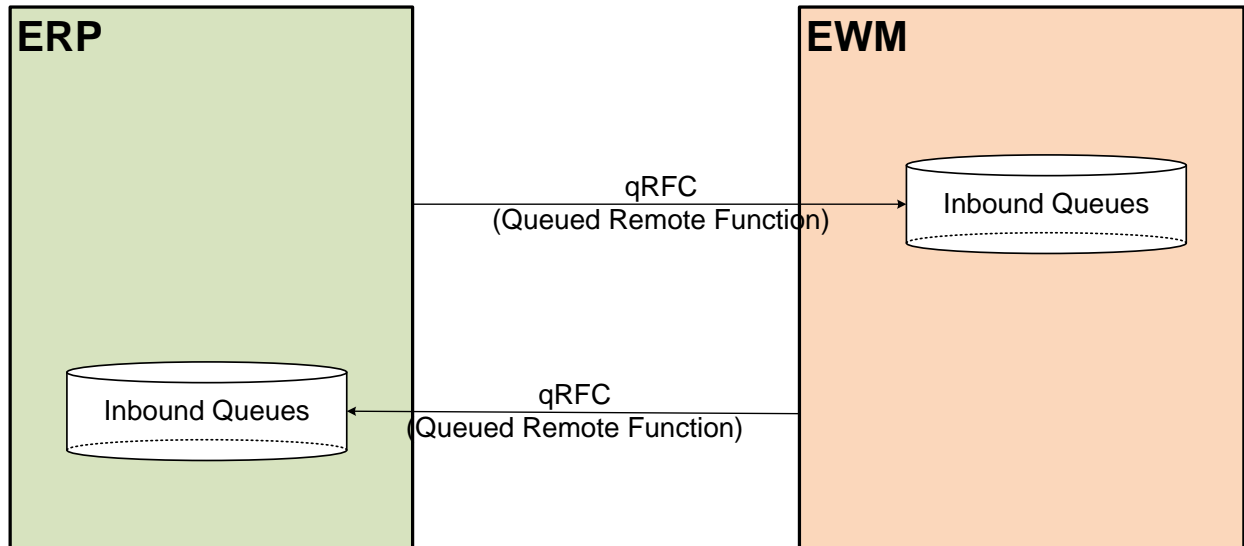 ERP
EWM
qRFC
(Queued Remote Function)
Inbound Queues
qRFC
(Queued Remote Function)
Inbound Queues